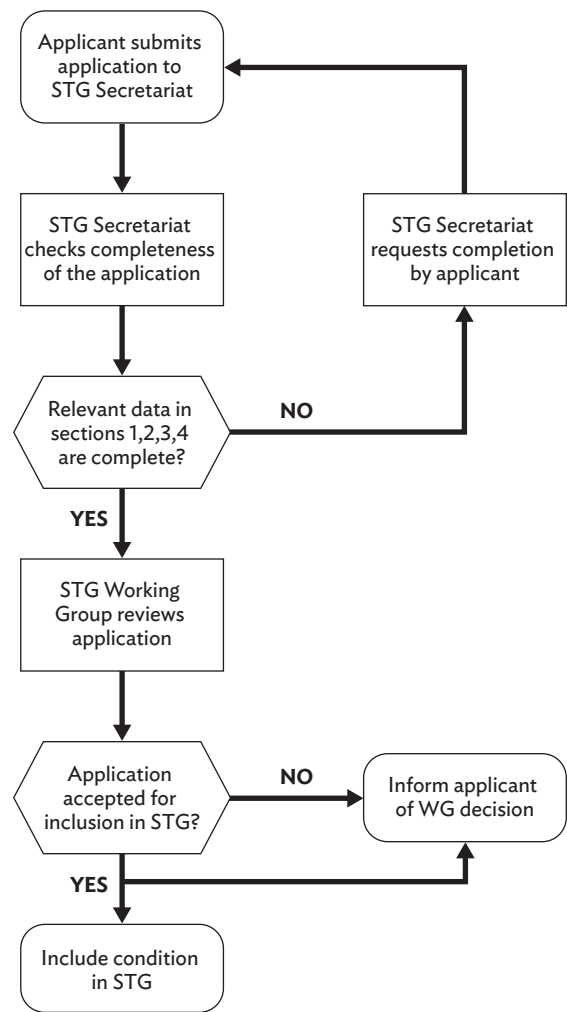 Applicant submits
application to
STG Secretariat
STG Secretariat
checks completeness
of the application
STG Secretariat
requests completion
by applicant
Relevant data in
sections 1,2,3,4
are complete?
NO
YES
STG Working
Group reviews
application
Application
accepted for
inclusion in STG?
NO
Inform applicant
of WG decision
YES
Include condition
in STG